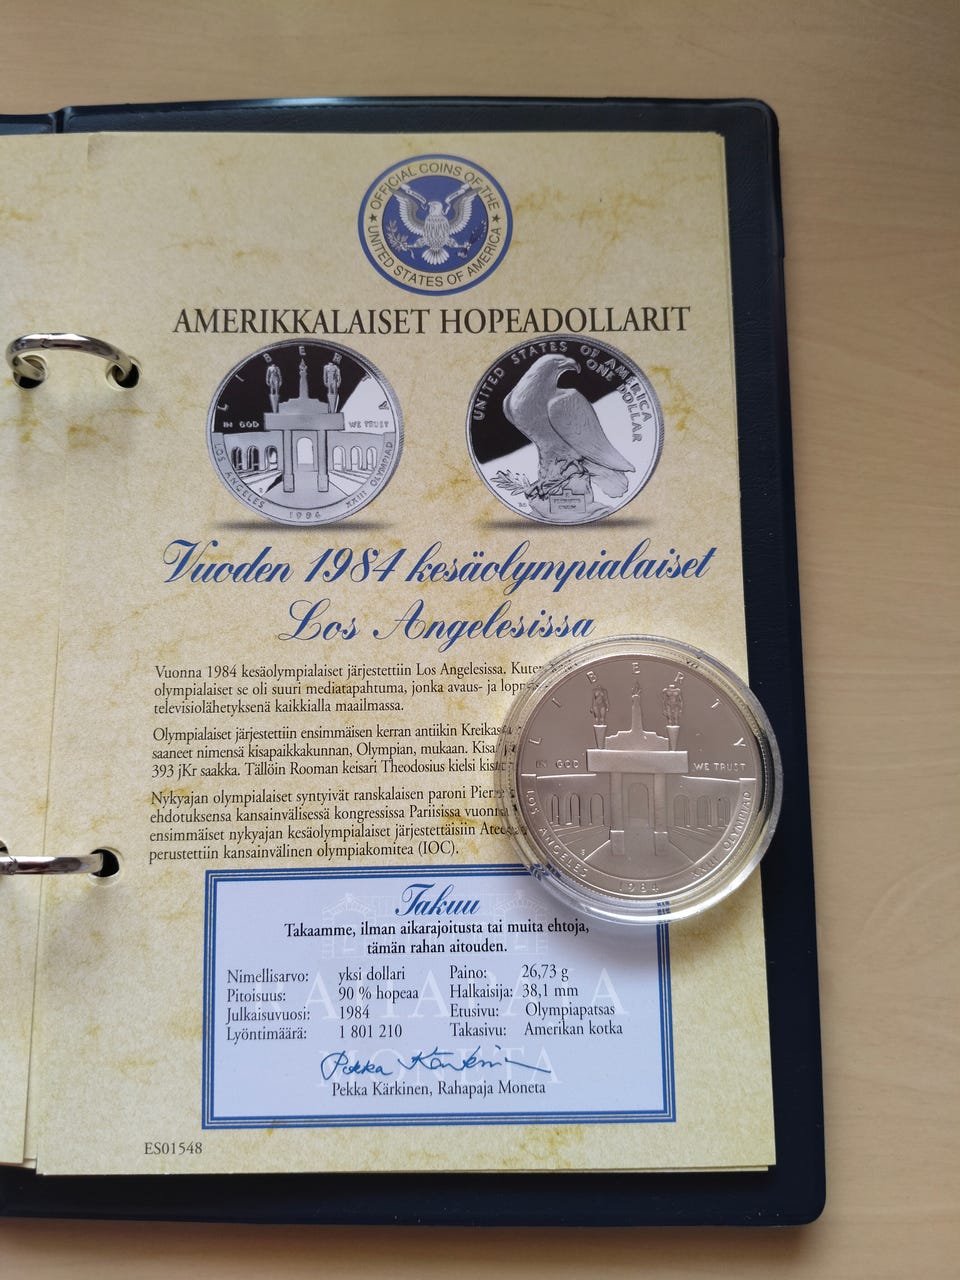 OFFICIAL COINS OF THE
UNITED STATES OF AMERICA
AMERIKKALAISET HOPEADOLLARIT
LIBERTA
IN GOD WE TRUST
LOS ANGELES XXIII OLYMPIAD
1984
UNITED STATES OF AMERICA
ONE DOLLAR
Vuoden 1984 kesäolympialaiset
Los Angelesissa
Vuonna 1984 kesäolympialaiset järjestettiin Los Angelesissa.
olympialaiset se oli suuri mediatapahtuma, jonka avaus- ja
televisiolähetyksenä kaikkialla maailmassa.
Olympialaiset järjestettiin ensimmäisen kerran antiikin
saaneet nimensä kisapaikkakunnan, Olympian, mukaan.
393 jKr saakka. Tällöin Rooman keisari Theodosius kielsi
Nykyajan olympialaiset syntyivät ranskalaisen paroni
ehdotuksensa kansainvälisessä kongressissa Pariisissa
ensimmäiset nykyajan kesäolympialaiset järjestettäisiin
perustettiin kansainvälinen olympiakomitea (IOC).
LIBERTY
IN GOD WE TRUST
LOS ANGELES XXIII OLYMPIAD
S
1984
Takuu
Takaamme, ilman aikarajoitusta tai muita ehtoja,
tämän rahan aitouden.
Nimellisarvo: yksi dollari Paino: 26,73 g
Pitoisuus: 90 % hopeaa Halkaisija: 38,1 mm
Julkaisuvuosi: 1984 Etusivu: Olympiapatsas
Lyöntimäärä: 1 801 210 Takasivu: Amerikan kotka
RAHAPAJA
MONETA
Pekka Kärkinen
Pekka Kärkinen, Rahapaja Moneta
ES01548